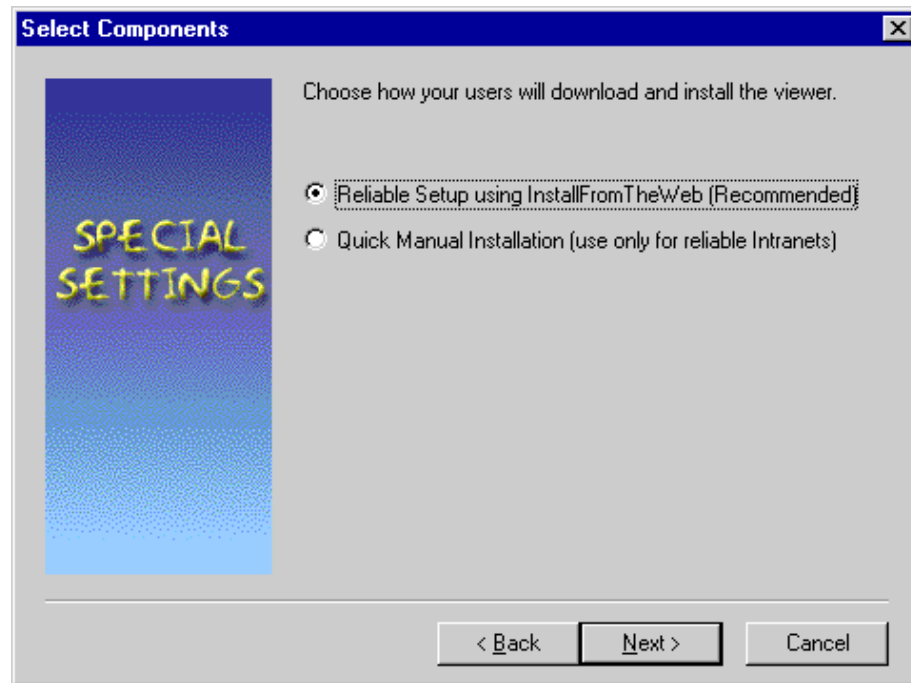 Select Components
Choose how your users will download and install the viewer.
Reliable Setup using InstallFromTheWeb (Recommended)
Quick Manual Installation (use only for reliable Intranets)
SPECIAL
SETTINGS
< Back
Next >
Cancel